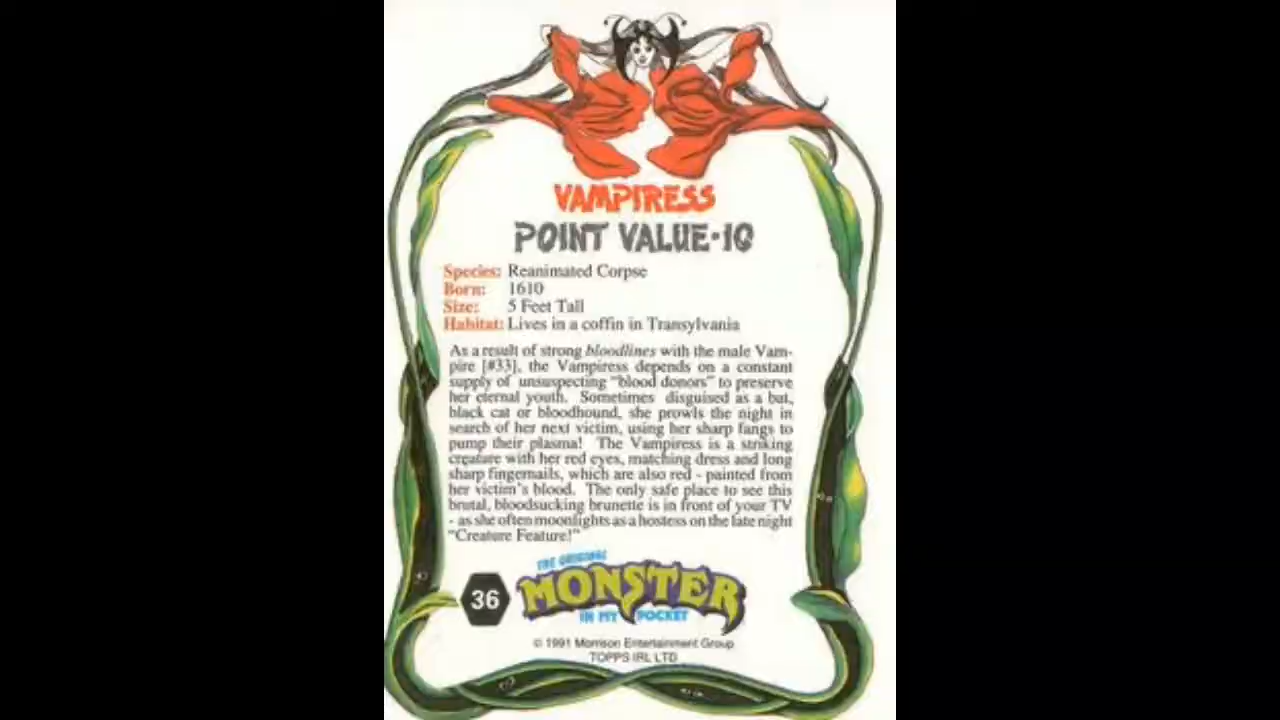 VAMPIRESS
POINT VALUE·10
Species: Reanimated Corpse
Born: 1610
Size: 5 Feet Tall
Habitat: Lives in a coffin in Transylvania
As a result of strong bloodlines with the male Vam-
pire [#33], the Vampiress depends on a constant
supply of unsuspecting "blood donors" to preserve
her eternal youth. Sometimes disguised as a bat,
black cat or bloodhound, she prowls the night in
search of her next victim, using her sharp fangs to
pump their plasma! The Vampiress is a striking
creature with her red eyes, matching dress and long
sharp fingernails, which are also red - painted from
her victim's blood. The only safe place to see this
brutal, bloodsucking brunette is in front of your TV
- as she often moonlights as a hostess on the late night
"Creature Feature!"
THE ORIGINAL
36 MONSTER
IN MY POCKET
© 1991 Morrison Entertainment Group
TOPPS IRL LTD